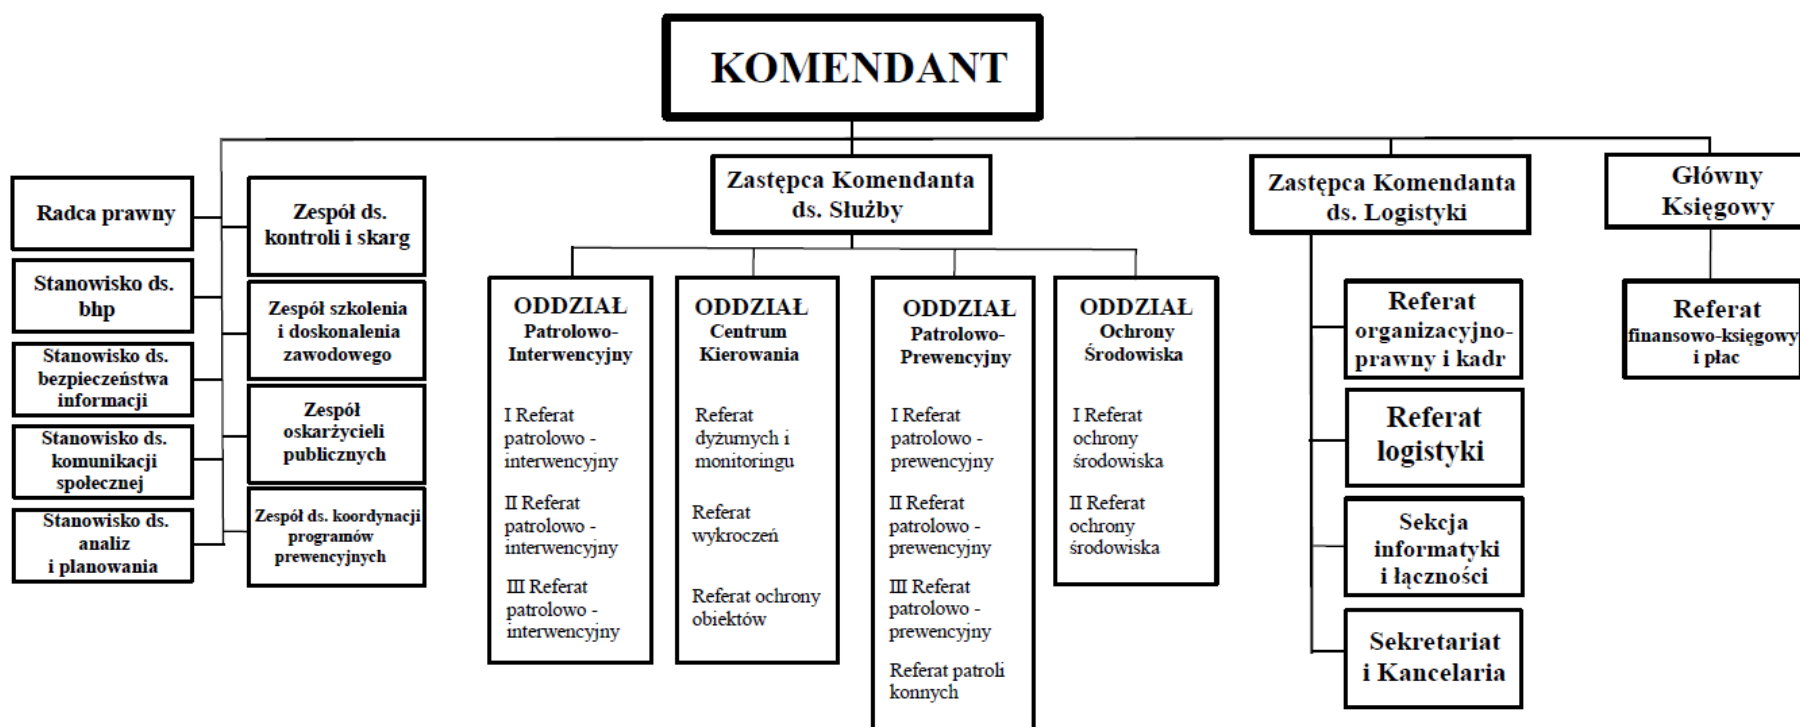 KOMENDANT
Zastępca Komendanta
ds. Służby
Zastępca Komendanta
ds. Logistyki
Główny
Księgowy
Radca prawny
Stanowisko ds.
bhp
Stanowisko ds.
bezpieczeństwa
informacji
Stanowisko ds.
komunikacji
społecznej
Stanowisko ds.
analiz
i planowania
Zespół ds.
kontroli i skarg
Zespół szkolenia
i doskonalenia
zawodowego
Zespół
oskarżycieli
publicznych
Zespół ds. koordynacji
programów
prewencyjnych
ODDZIAŁ
Patrolowo-
Interwencyjny
I Referat
patrolowo -
interwencyjny
II Referat
patrolowo -
interwencyjny
III Referat
patrolowo -
interwencyjny
ODDZIAŁ
Centrum
Kierowania
Referat
dyżurnych i
monitoringu
Referat
wykroczeń
Referat ochrony
obiektów
ODDZIAŁ
Patrolowo-
Prewencyjny
I Referat
patrolowo -
prewencyjny
II Referat
patrolowo -
prewencyjny
III Referat
patrolowo -
prewencyjny
Referat patroli
konnych
ODDZIAŁ
Ochrony
Środowiska
I Referat
ochrony
środowiska
II Referat
ochrony
środowiska
Referat
organizacyjno-
prawny i kadr
Referat
logistyki
Sekcja
informatyki
i łączności
Sekretariat
i Kancelaria
Referat
finansowo-księgowy
i płac